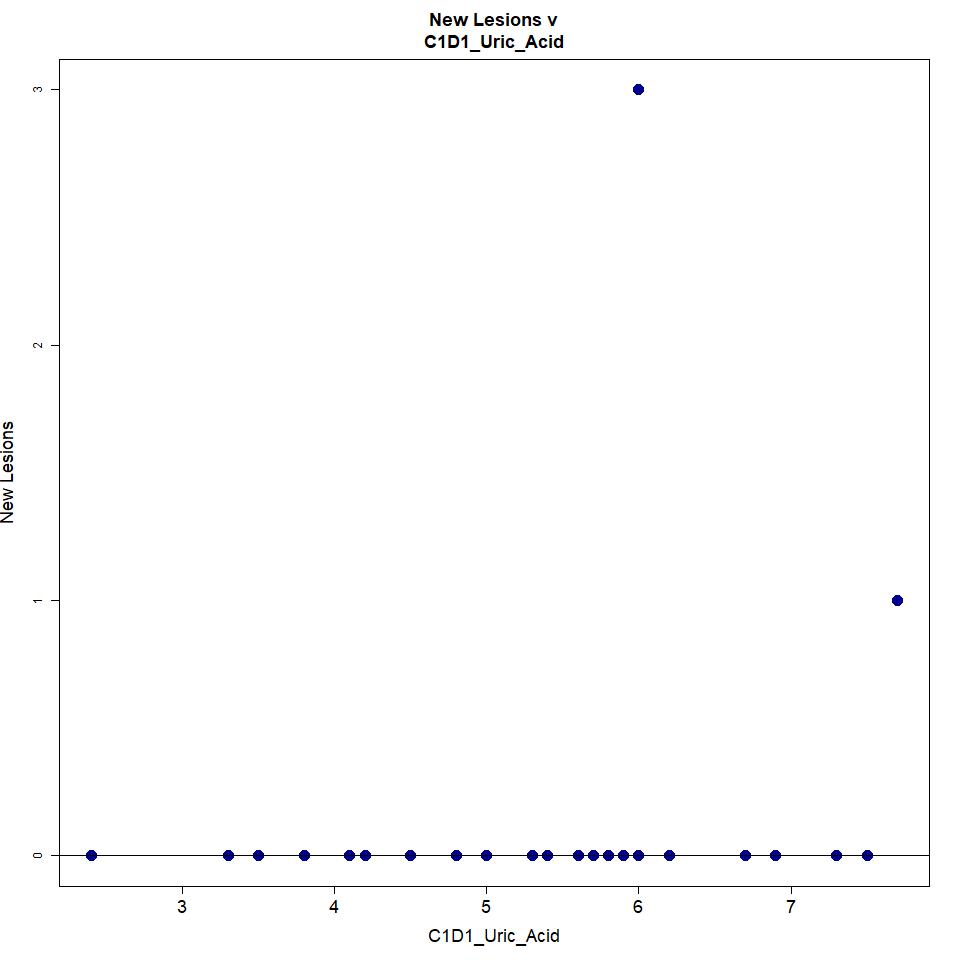 New Lesions v
C1D1_Uric_Acid
3
2
1
0
New Lesions
3 4 5 6 7
C1D1_Uric_Acid